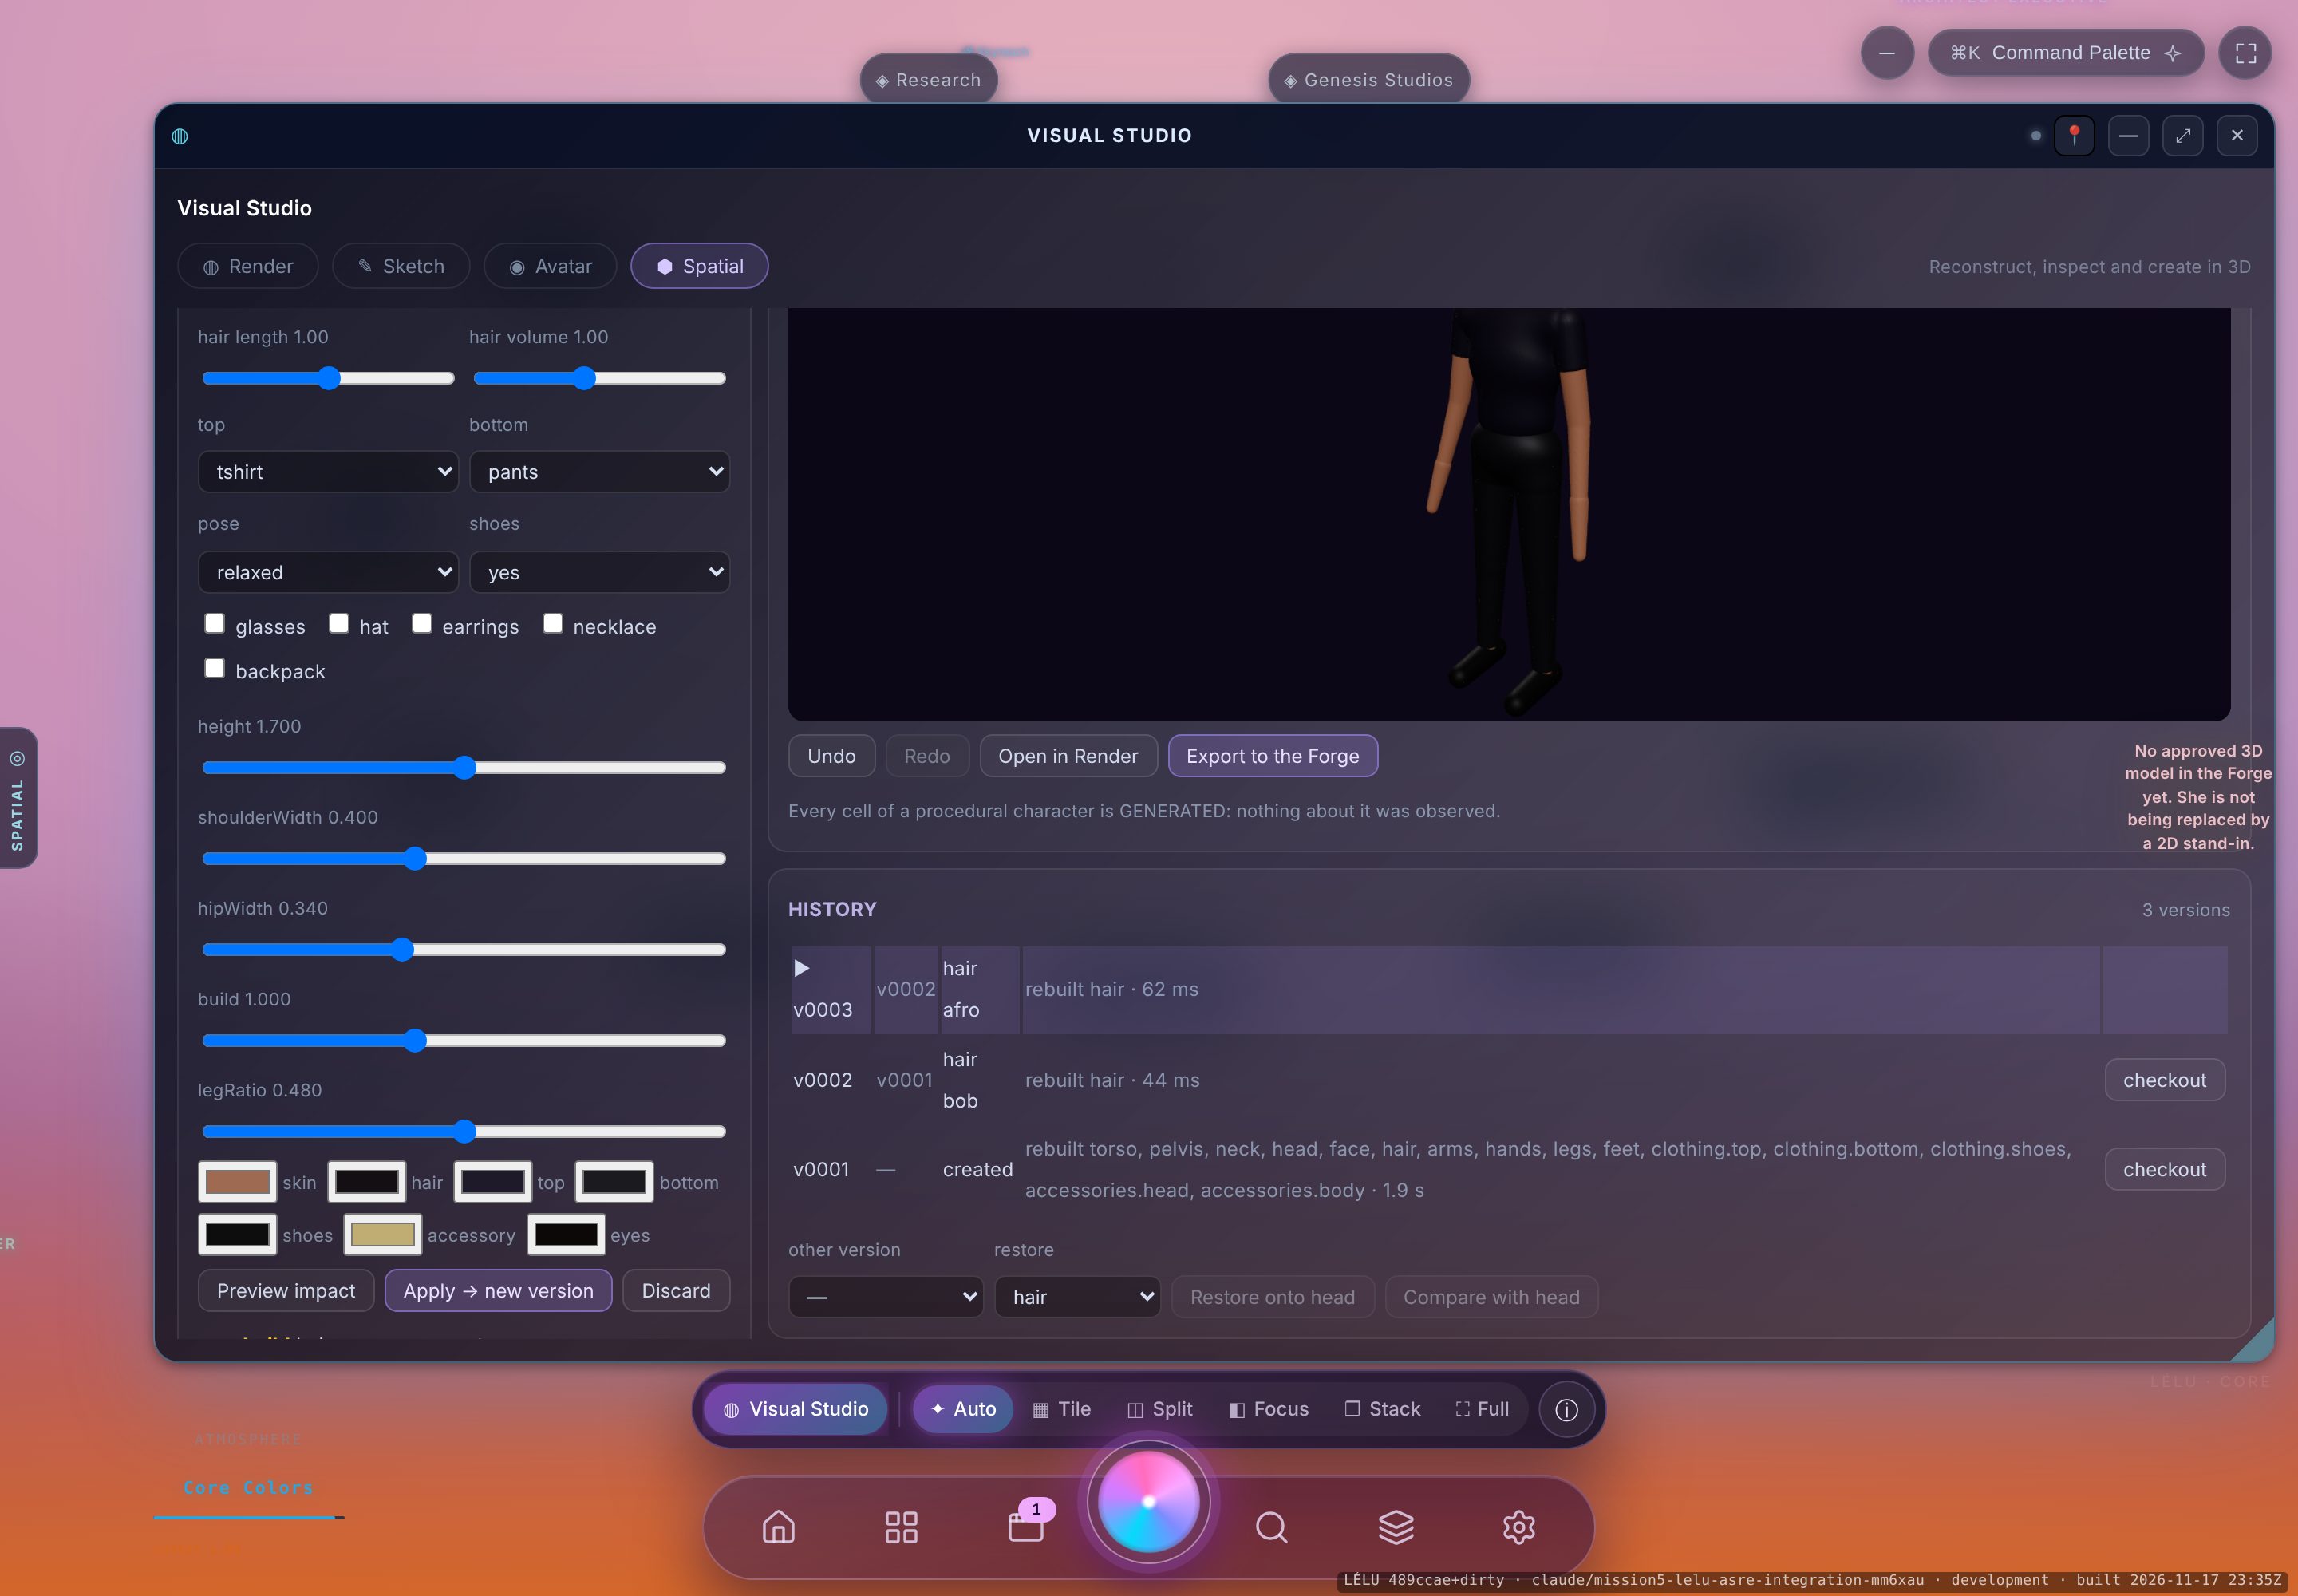 ⌘K Command Palette
◈ Research
◈ Genesis Studios
VISUAL STUDIO
Visual Studio
Render
Sketch
Avatar
Spatial
Reconstruct, inspect and create in 3D
hair length 1.00
hair volume 1.00
top
bottom
tshirt
pants
pose
shoes
relaxed
yes
glasses
hat
earrings
necklace
backpack
height 1.700
shoulderWidth 0.400
hipWidth 0.340
build 1.000
legRatio 0.480
skin
hair
top
bottom
shoes
accessory
eyes
Preview impact
Apply → new version
Discard
Undo
Redo
Open in Render
Export to the Forge
Every cell of a procedural character is GENERATED: nothing about it was observed.
No approved 3D
model in the Forge
yet. She is not
being replaced by
a 2D stand-in.
HISTORY
3 versions
▶ v0003
v0002
hair afro
rebuilt hair · 62 ms
v0002
v0001
hair bob
rebuilt hair · 44 ms
checkout
v0001
—
created
rebuilt torso, pelvis, neck, head, face, hair, arms, hands, legs, feet, clothing.top, clothing.bottom, clothing.shoes,
accessories.head, accessories.body · 1.9 s
checkout
other version
restore
—
hair
Restore onto head
Compare with head
SPATIAL
ER
LÉLU · CORE
Visual Studio
Auto
Tile
Split
Focus
Stack
Full
ATMOSPHERE
Core Colors
1
LÉLU 489ccae+dirty · claude/mission5-lelu-asre-integration-mm6xau · development · built 2026-11-17 23:35Z